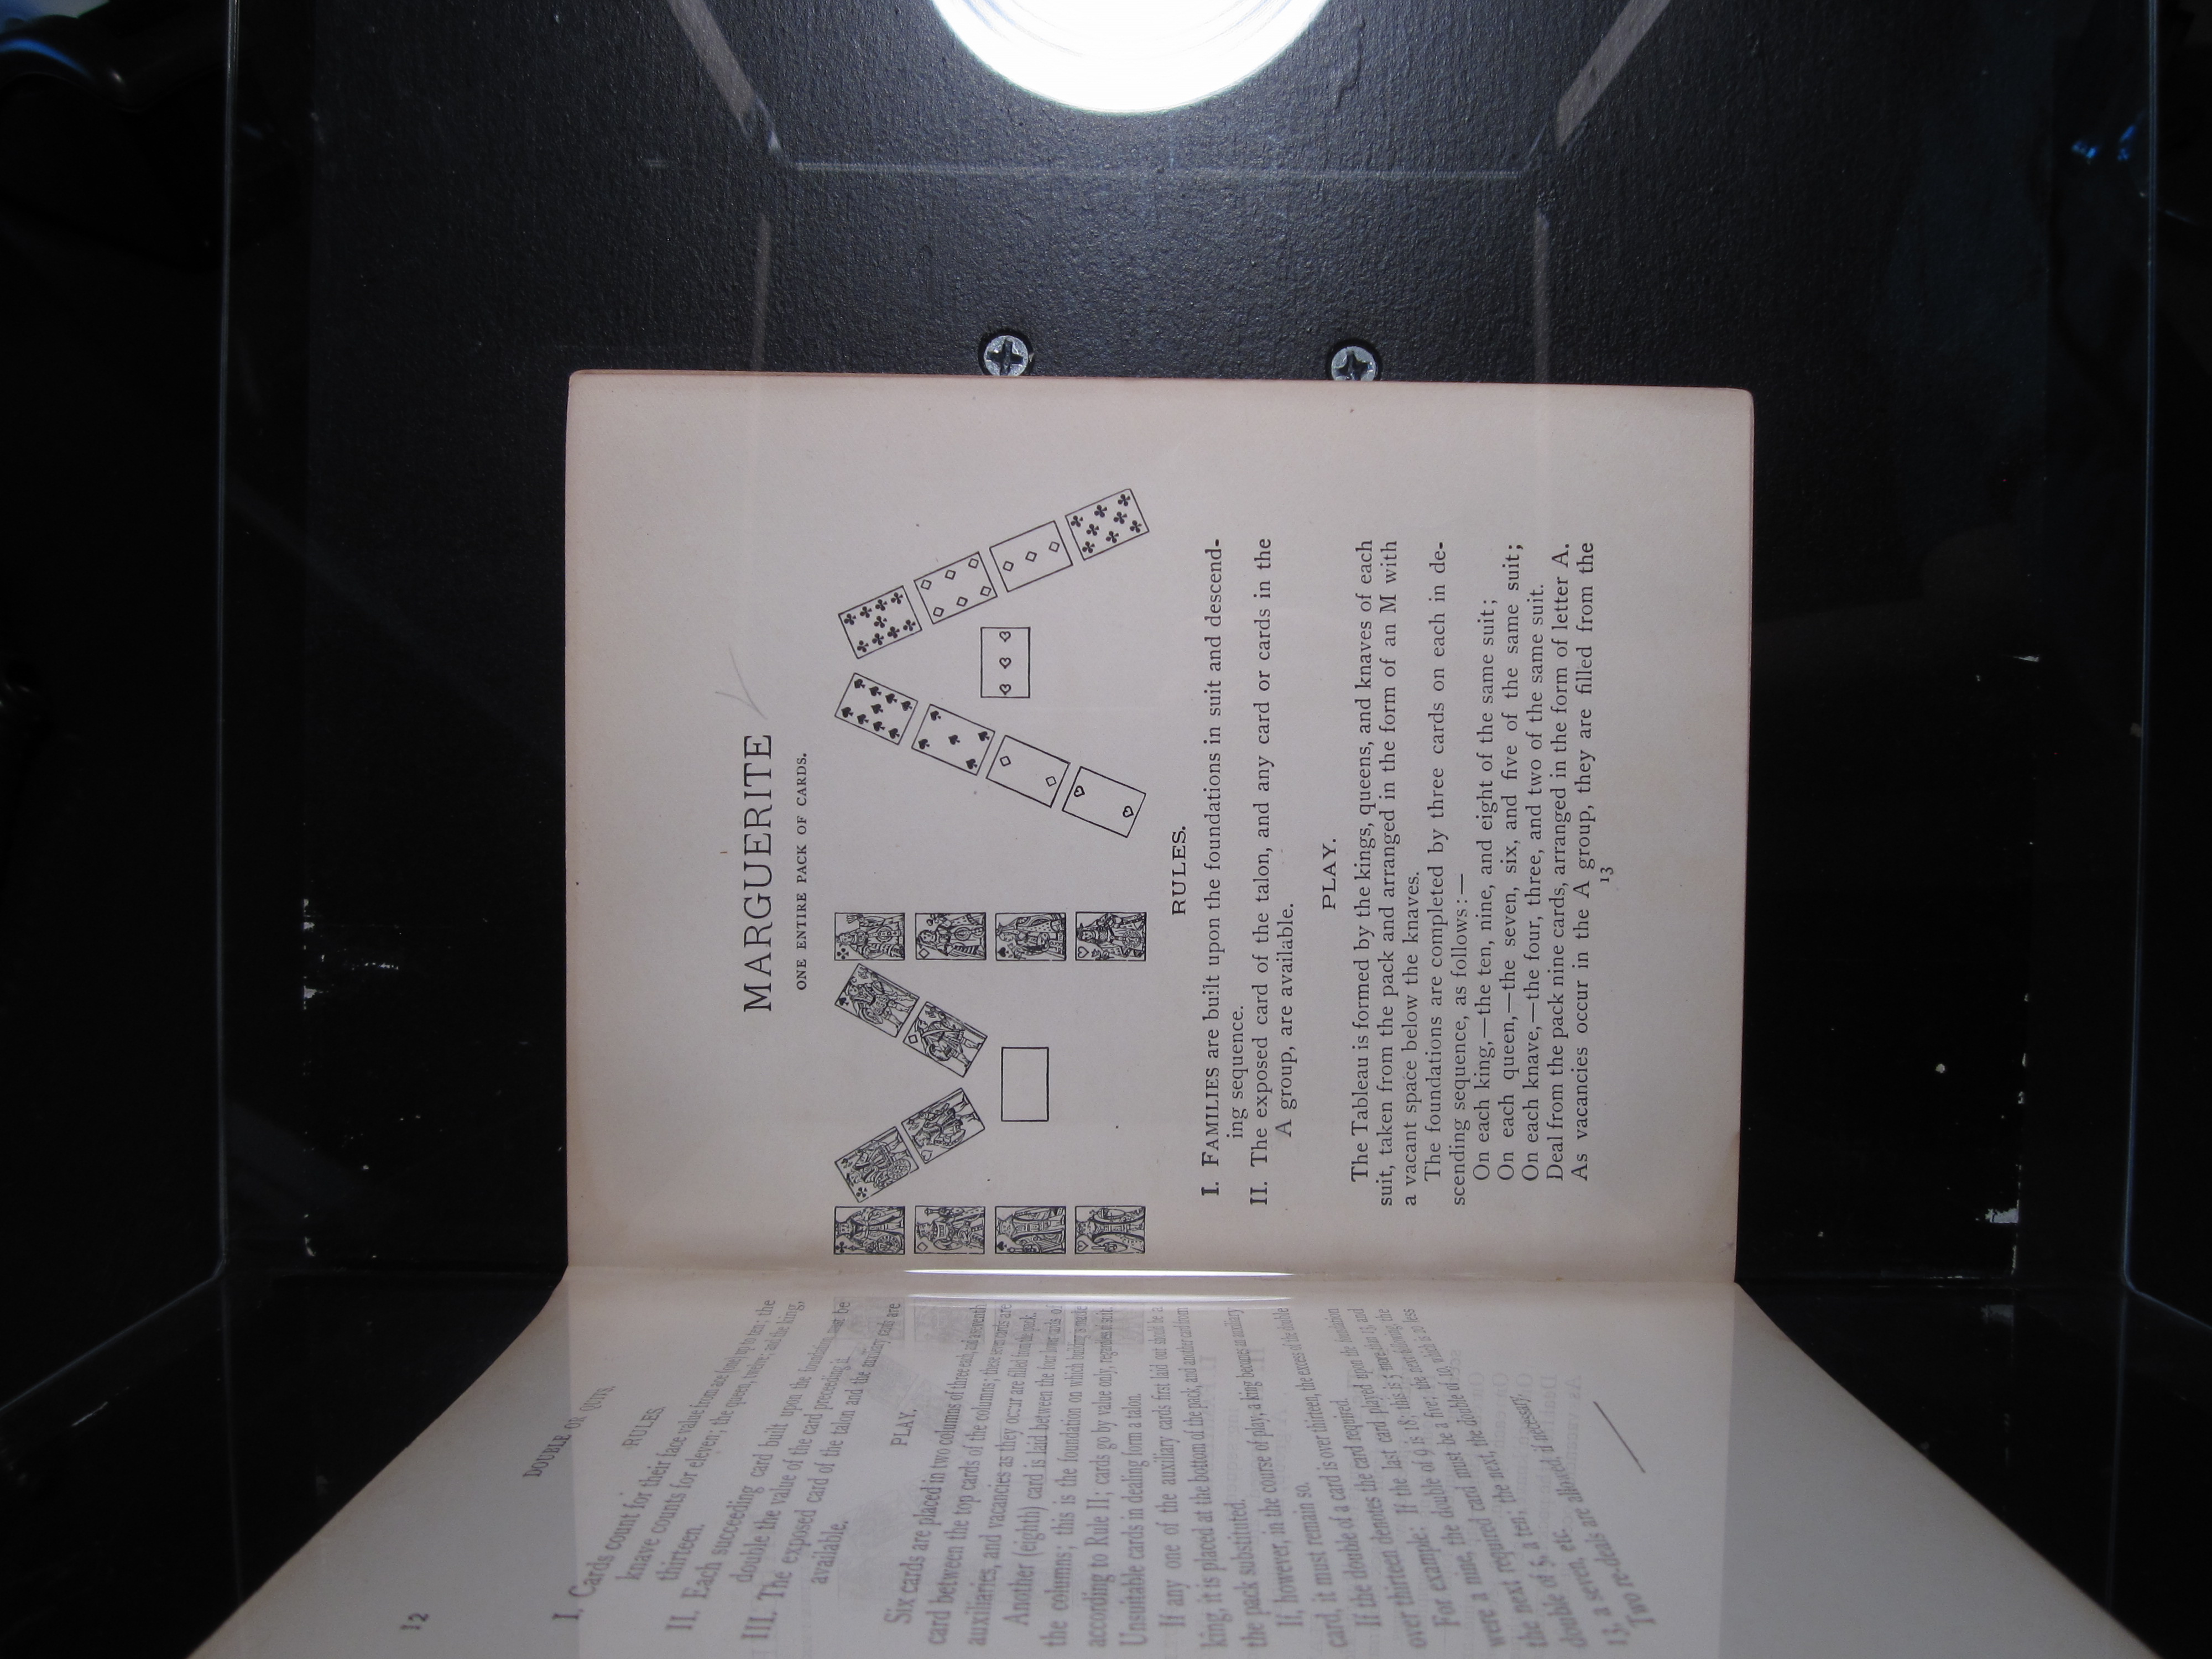 12
DOUBLE OR QUITS.
RULES.
I. Cards count for their face value from ace (one) up to ten; the
knave counts for eleven; the queen, twelve; and the king,
thirteen.
II. Each succeeding card built upon the foundation must be
double the value of the card preceding it.
III. The exposed card of the talon and the auxiliary cards are
available.
PLAY.
Six cards are placed in two columns of three each, and a seventh
card between the top cards of the columns; these seven cards are
auxiliaries, and vacancies as they occur are filled from the pack.
Another (eighth) card is laid between the four lower cards of
the columns; this is the foundation on which building is made
according to Rule II; cards go by value only, regardless of suit.
Unsuitable cards in dealing form a talon.
If any one of the auxiliary cards first laid out should be a
king, it is placed at the bottom of the pack, and another card from
the pack substituted.
If, however, in the course of play, a king become an auxiliary
card, it must remain so.
If the double of a card is over thirteen, the excess of the double
over thirteen denotes the card required.
For example: If the last card played upon the foundation
were a nine, the double of 9 is 18; this is 5 more than 13, and
the next card must be a five; the next following, the
double of 5, a ten; the next, the double of 10, which is 20 less
13, a seven, etc.
Two re-deals are allowed, if necessary.
MARGUERITE
ONE ENTIRE PACK OF CARDS.
RULES.
I. FAMILIES are built upon the foundations in suit and descend-
ing sequence.
II. The exposed card of the talon, and any card or cards in the
A group, are available.
PLAY.
The Tableau is formed by the kings, queens, and knaves of each
suit, taken from the pack and arranged in the form of an M with
a vacant space below the knaves.
The foundations are completed by three cards on each in de-
scending sequence, as follows:—
On each king,—the ten, nine, and eight of the same suit;
On each queen,—the seven, six, and five of the same suit;
On each knave,—the four, three, and two of the same suit.
Deal from the pack nine cards, arranged in the form of letter A.
As vacancies occur in the A group, they are filled from the
13